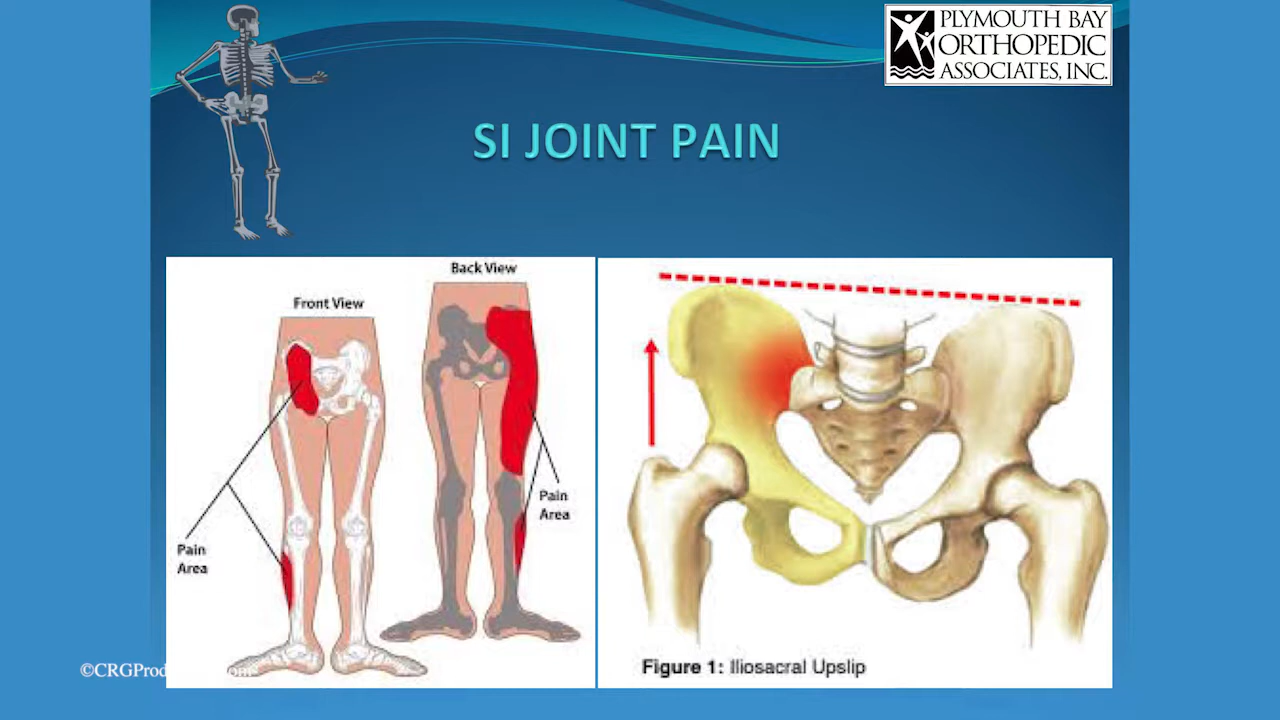 PLYMOUTH BAY
ORTHOPEDIC
ASSOCIATES, INC.
SI JOINT PAIN
Back View
Front View
Pain
Area
Pain
Area
Figure 1: Iliosacral Upslip